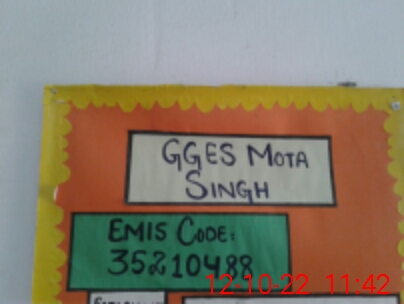 GGES MOTA
SINGH
EMIS CODE:
35210488
12-10-22 11:42